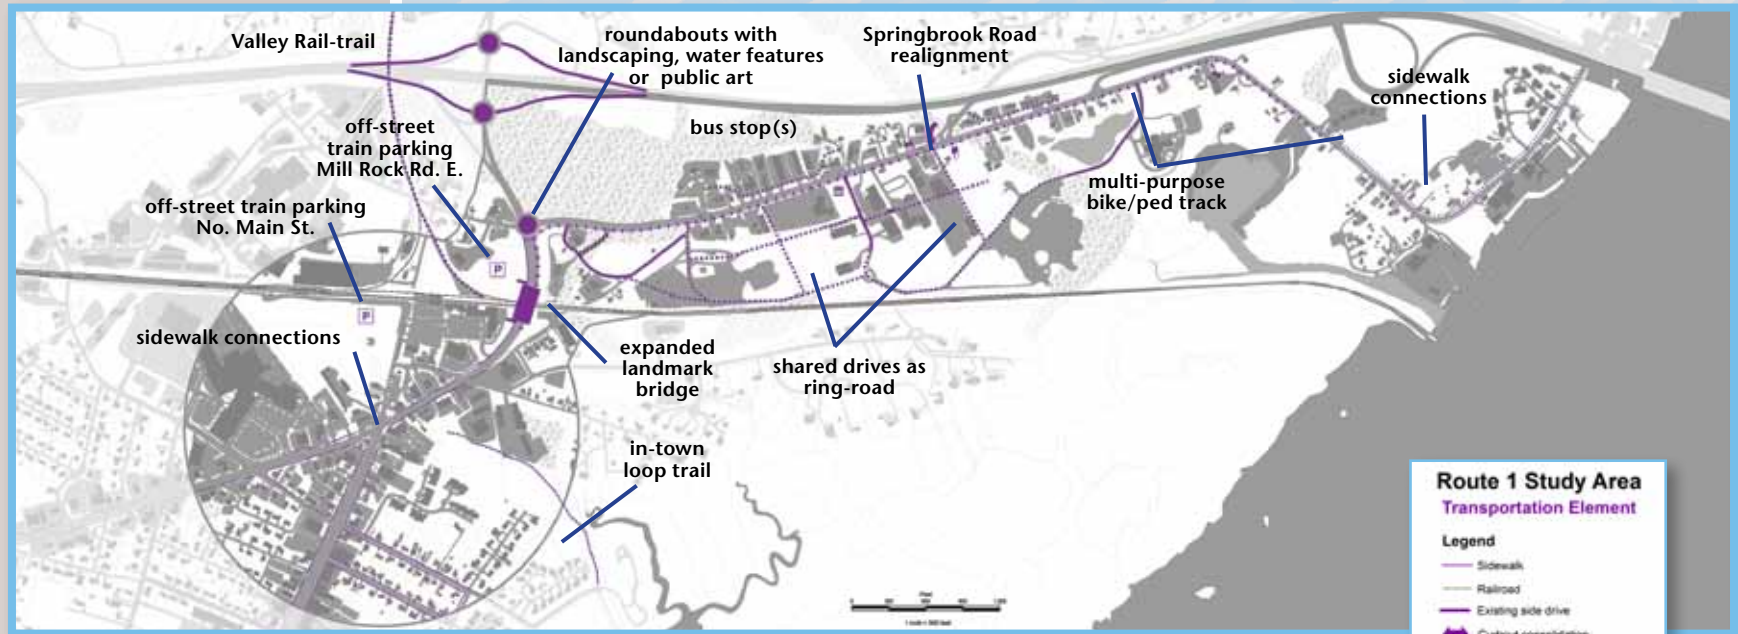 Valley Rail-trail
roundabouts with
landscaping, water features
or public art
Springbrook Road
realignment
sidewalk
connections
off-street
train parking
Mill Rock Rd. E.
bus stop(s)
multi-purpose
bike/ped track
off-street train parking
No. Main St.
P
P
sidewalk connections
expanded
landmark
bridge
shared drives as
ring-road
in-town
loop trail
Route 1 Study Area
Transportation Element
Legend
Sidewalk
Railroad
Existing side drive